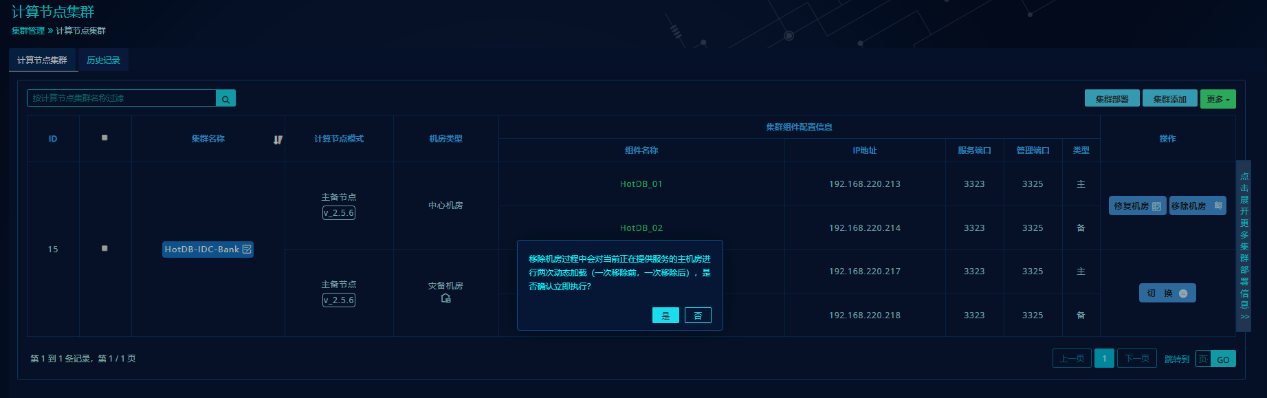 计算节点集群
集群管理 » 计算节点集群
计算节点集群 历史记录
按计算节点集群名称过滤
集群部署 集群添加 更多
ID 集群名称 计算节点模式 机房类型 集群组件配置信息 操作
组件名称 IP地址 服务端口 管理端口 类型
15 HotDB-IDC-Bank
主备节点 v_2.5.6 中心机房
HotDB_01 192.168.220.213 3323 3325 主
修复机房 移除机房
HotDB_02 192.168.220.214 3323 3325 备
主备节点 v_2.5.6 灾备机房
192.168.220.217 3323 3325 主
切 换
192.168.220.218 3323 3325 备
移除机房过程中会对当前正在提供服务的主机房进
行两次动态加载（一次移除前，一次移除后），是
否确认立即执行？
是 否
点击展开更多集群部署信息>>
第 1 到 1 条记录，第 1 / 1 页
上一页 1 下一页 跳转到 页 GO